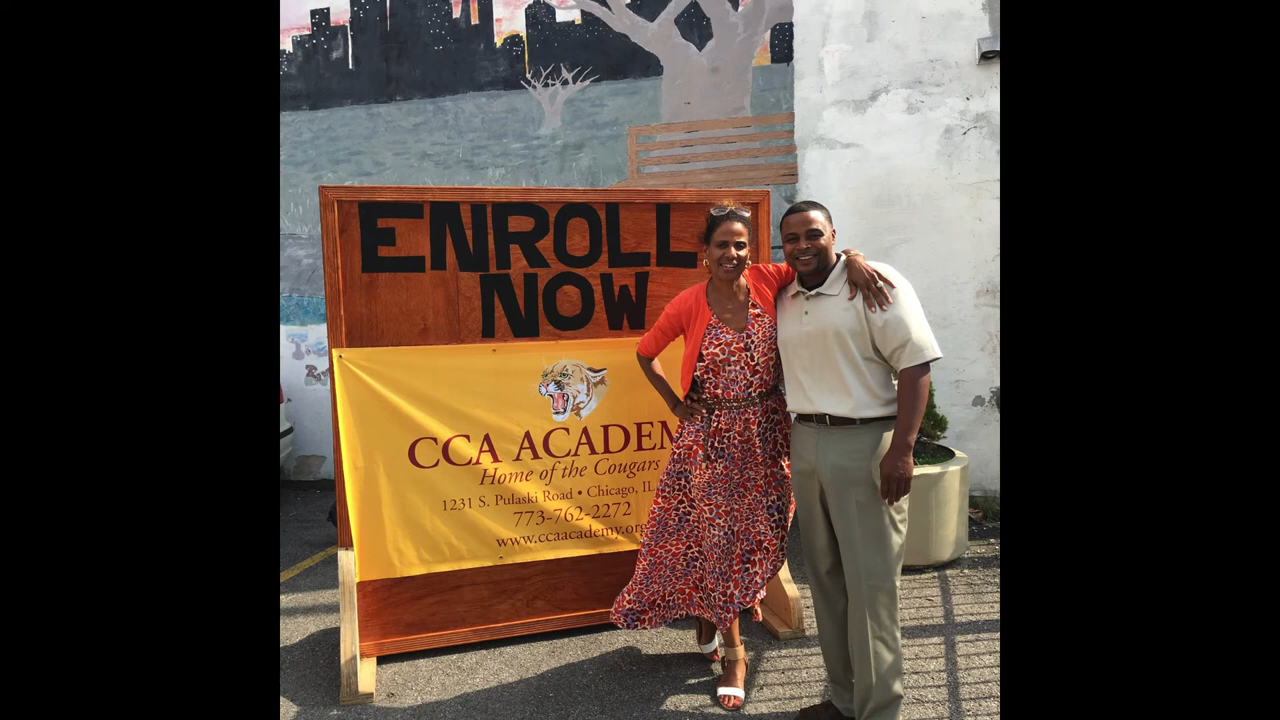 ENROLL
NOW
CCA ACADEM
Home of the Cougars
1231 S. Pulaski Road • Chicago, IL
773-762-2272
www.ccaacademy.org